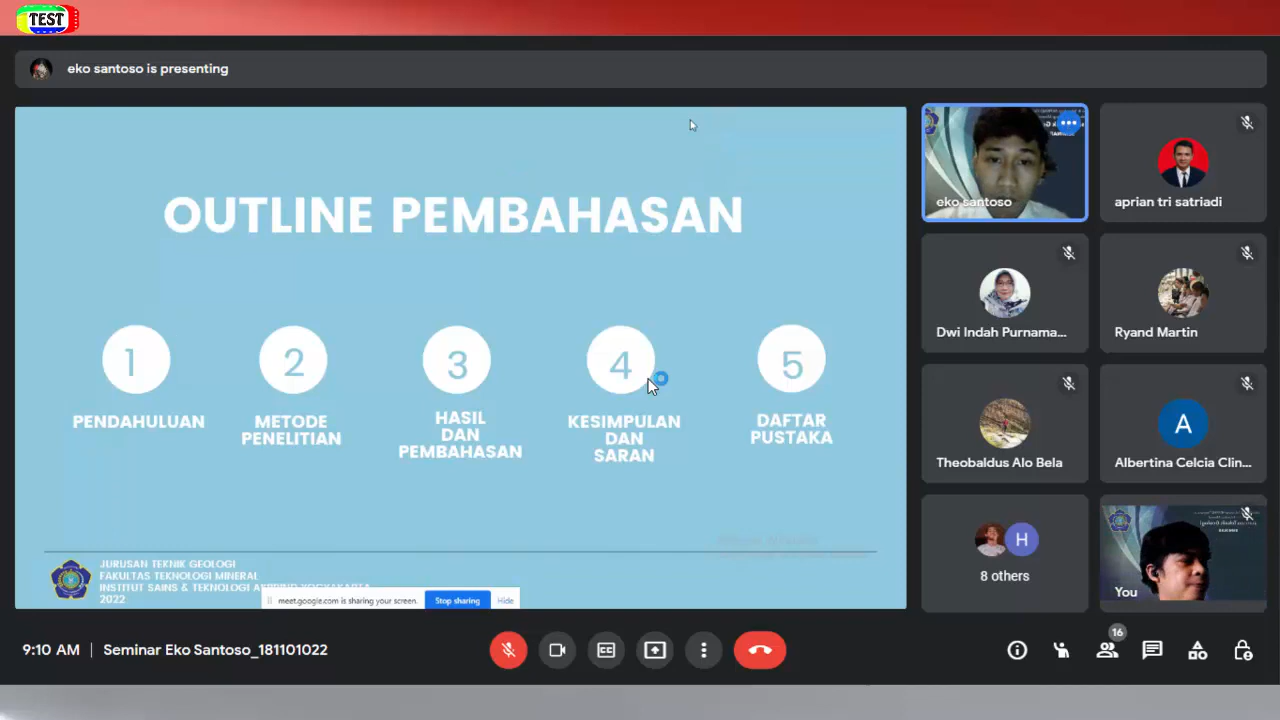 TEST
eko santoso is presenting
OUTLINE PEMBAHASAN
1
2
3
4
5
PENDAHULUAN
METODE
PENELITIAN
HASIL
DAN
PEMBAHASAN
KESIMPULAN
DAN
SARAN
DAFTAR
PUSTAKA
JURUSAN TEKNIK GEOLOGI
FAKULTAS TEKNOLOGI MINERAL
INSTITUT SAINS & TEKNOLOGI AKPRIND YOGYAKARTA
2022
meet.google.com is sharing your screen.
Stop sharing
Hide
eko santoso
aprian tri satriadi
Dwi Indah Purnama...
Ryand Martin
Theobaldus Alo Bela
A
Albertina Celcia Clin...
H
8 others
You
9:10 AM | Seminar Eko Santoso_181101022
CC
16